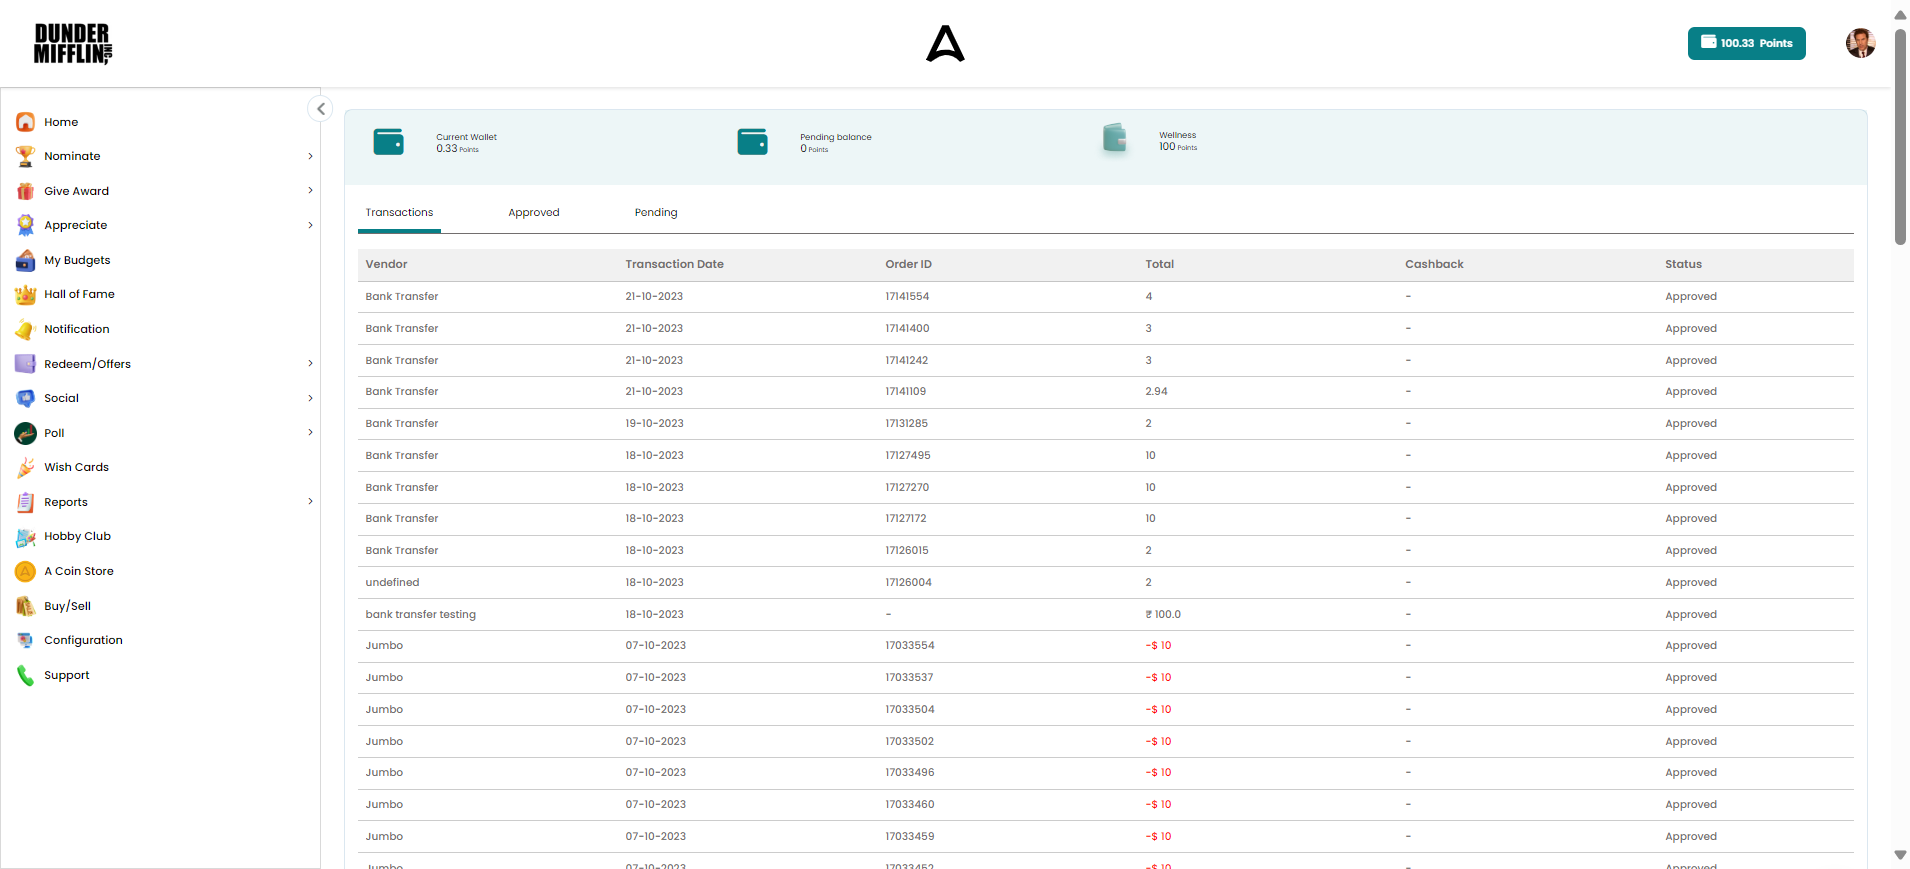 DUNDER
MIFFLIN, INC
100.33 Points
Home
Nominate
Give Award
Appreciate
My Budgets
Hall of Fame
Notification
Redeem/Offers
Social
Poll
Wish Cards
Reports
Hobby Club
A Coin Store
Buy/Sell
Configuration
Support
Current Wallet
0.33 Points
Pending balance
0 Points
Wellness
100 Points
Transactions Approved Pending
Vendor Transaction Date Order ID Total Cashback Status
Bank Transfer 21-10-2023 17141554 4 - Approved
Bank Transfer 21-10-2023 17141400 3 - Approved
Bank Transfer 21-10-2023 17141242 3 - Approved
Bank Transfer 21-10-2023 17141109 2.94 - Approved
Bank Transfer 19-10-2023 17131285 2 - Approved
Bank Transfer 18-10-2023 17127495 10 - Approved
Bank Transfer 18-10-2023 17127270 10 - Approved
Bank Transfer 18-10-2023 17127172 10 - Approved
Bank Transfer 18-10-2023 17126015 2 - Approved
undefined 18-10-2023 17126004 2 - Approved
bank transfer testing 18-10-2023 - ₹ 100.0 - Approved
Jumbo 07-10-2023 17033554 -$ 10 - Approved
Jumbo 07-10-2023 17033537 -$ 10 - Approved
Jumbo 07-10-2023 17033504 -$ 10 - Approved
Jumbo 07-10-2023 17033502 -$ 10 - Approved
Jumbo 07-10-2023 17033496 -$ 10 - Approved
Jumbo 07-10-2023 17033460 -$ 10 - Approved
Jumbo 07-10-2023 17033459 -$ 10 - Approved
Jumbo 07-10-2023 17033452 -$ 10 - Approved